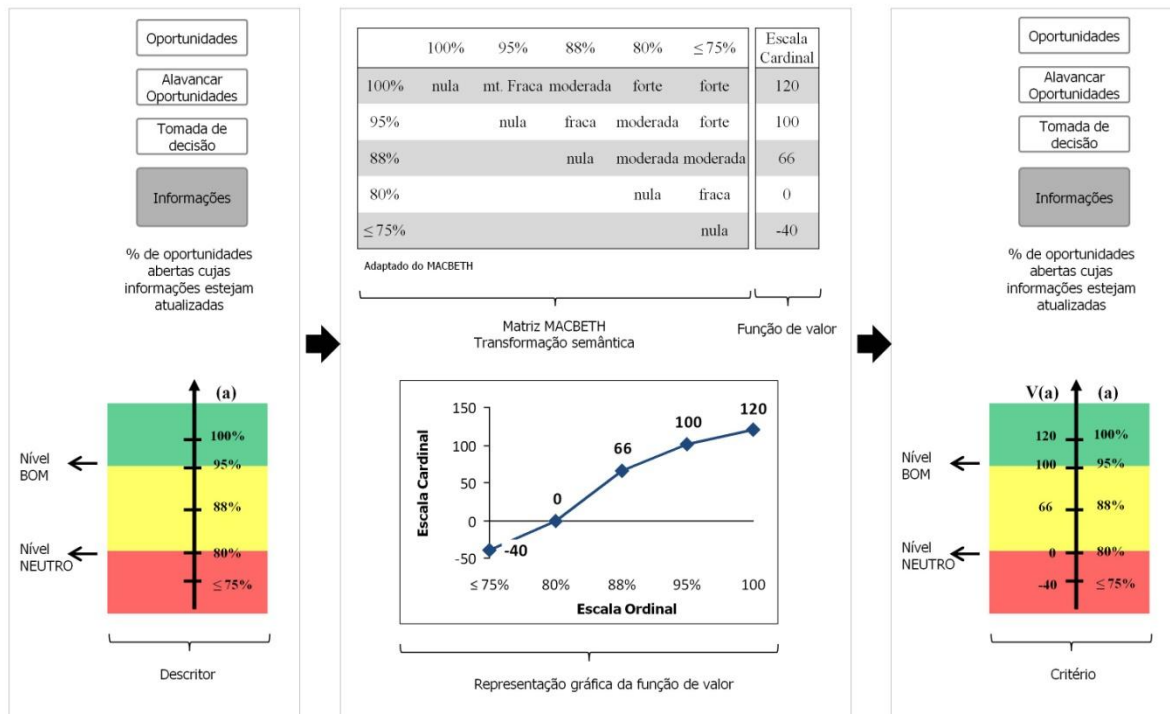 Oportunidades
Alavancar
Oportunidades
Tomada de
decisão
Informações
% de oportunidades
abertas cujas
informações estejam
atualizadas
(a)
100%
95%
88%
80%
≤ 75%
Nível
BOM
Nível
NEUTRO
Descritor
100% 95% 88% 80% ≤ 75% Escala
Cardinal
100% nula mt. Fraca moderada forte forte 120
95% nula fraca moderada forte 100
88% nula moderada moderada 66
80% nula fraca 0
≤ 75% nula -40
Adaptado do MACBETH
Matriz MACBETH
Transformação semântica
Função de valor
Escala Cardinal
150
100
50
0
-50
-40
0
66
100
120
≤ 75% 80% 88% 95% 100
Escala Ordinal
Representação gráfica da função de valor
Oportunidades
Alavancar
Oportunidades
Tomada de
decisão
Informações
% de oportunidades
abertas cujas
informações estejam
atualizadas
V(a) (a)
120 100%
100 95%
66 88%
0 80%
-40 ≤ 75%
Nível
BOM
Nível
NEUTRO
Critério